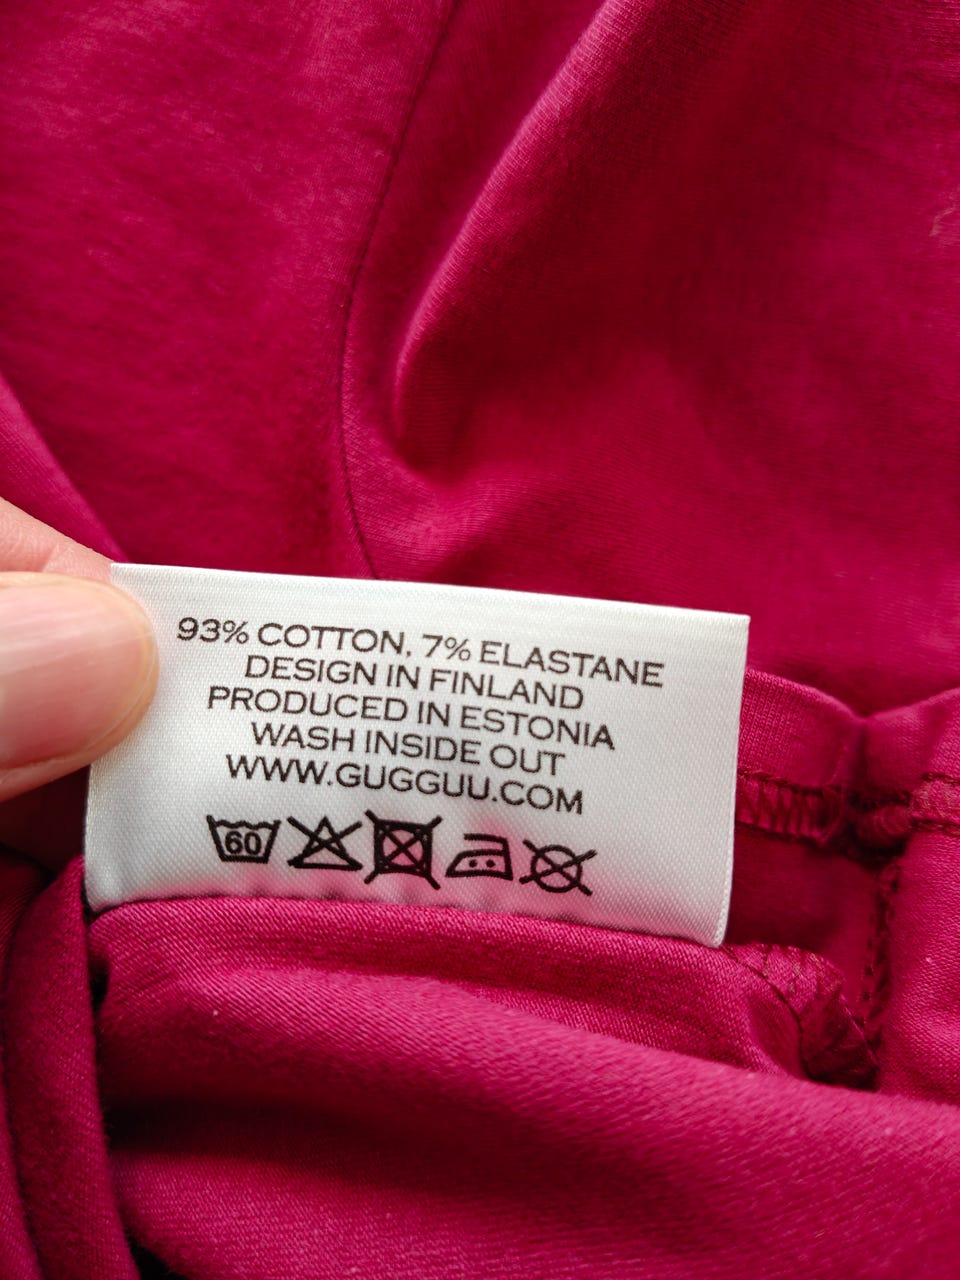 93% COTTON, 7% ELASTANE
DESIGN IN FINLAND
PRODUCED IN ESTONIA
WASH INSIDE OUT
WWW.GUGGUU.COM
60